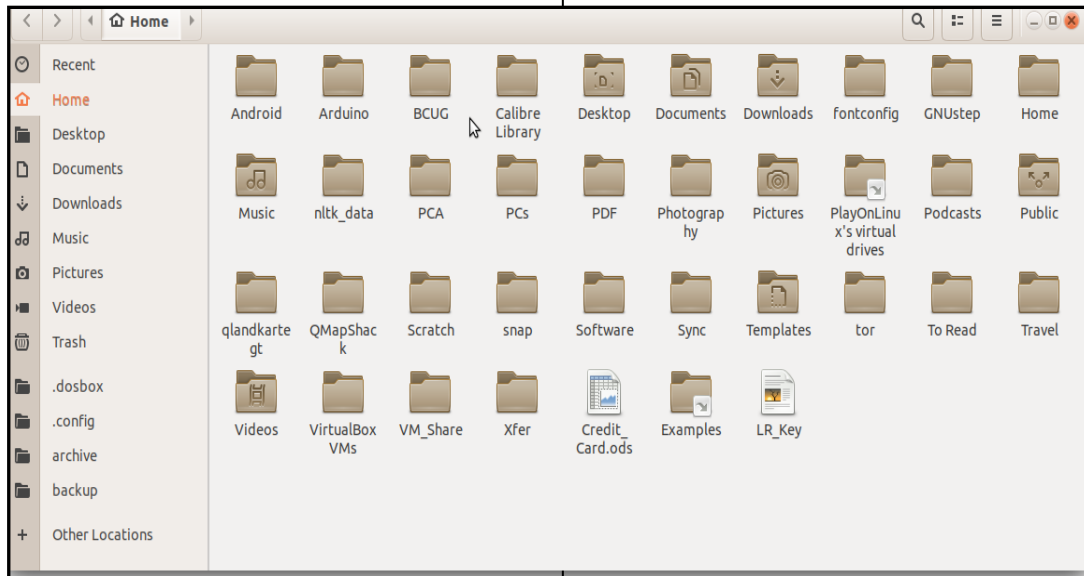 Home
Recent
Home
Desktop
Documents
Downloads
Music
Pictures
Videos
Trash
.dosbox
.config
archive
backup
Other Locations
Android
Arduino
BCUG
Calibre
Library
Desktop
Documents
Downloads
fontconfig
GNUstep
Home
Music
nltk_data
PCA
PCs
PDF
Photograp
hy
Pictures
PlayOnLinu
x's virtual
drives
Podcasts
Public
qlandkarte
gt
QMapShac
k
Scratch
snap
Software
Sync
Templates
tor
To Read
Travel
Videos
VirtualBox
VMs
VM_Share
Xfer
Credit_
Card.ods
Examples
LR_Key